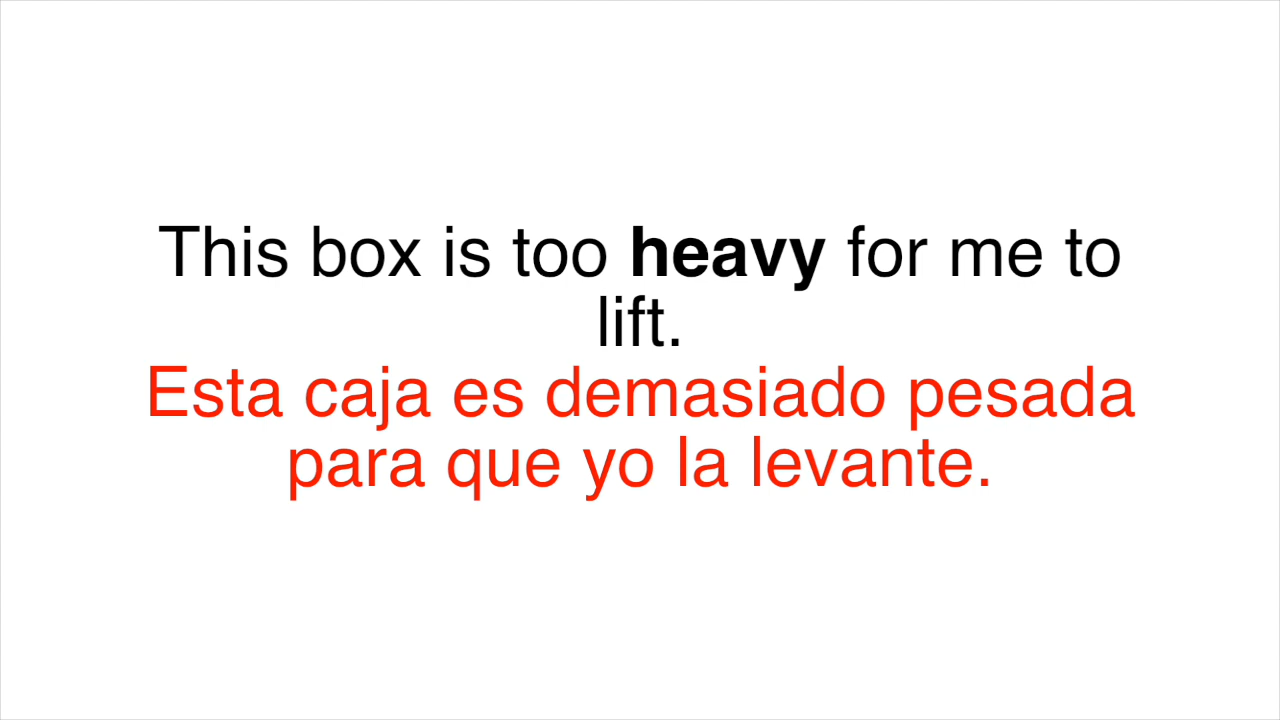 This box is too heavy for me to
lift.
Esta caja es demasiado pesada
para que yo la levante.